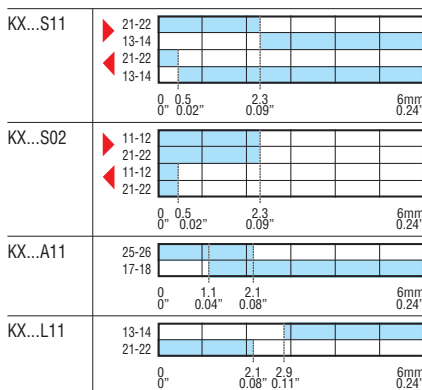 KX...S11
21-22
13-14
21-22
13-14
0 0.5 2.3 6mm
0" 0.02" 0.09" 0.24"
KX...S02
11-12
21-22
11-12
21-22
0 0.5 2.3 6mm
0" 0.02" 0.09" 0.24"
KX...A11
25-26
17-18
0 1.1 2.1 6mm
0" 0.04" 0.08" 0.24"
KX...L11
13-14
21-22
0 2.1 2.9 6mm
0" 0.08" 0.11" 0.24"